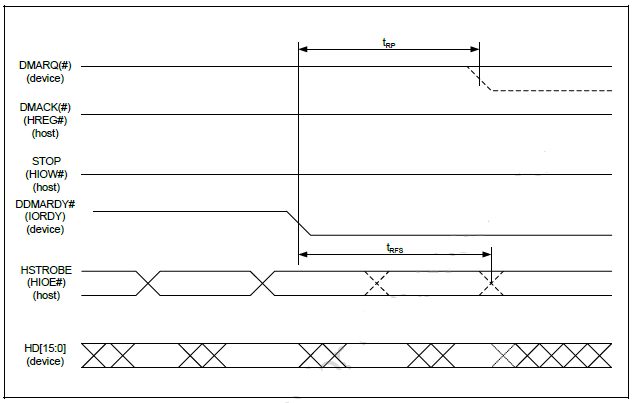 tRP
DMARQ(#)
(device)
DMACK(#)
(HREG#)
(host)
STOP
(HIOW#)
(host)
DDMARDY#
(IORDY)
(device)
tRFS
HSTROBE
(HIOE#)
(host)
HD[15:0]
(device)